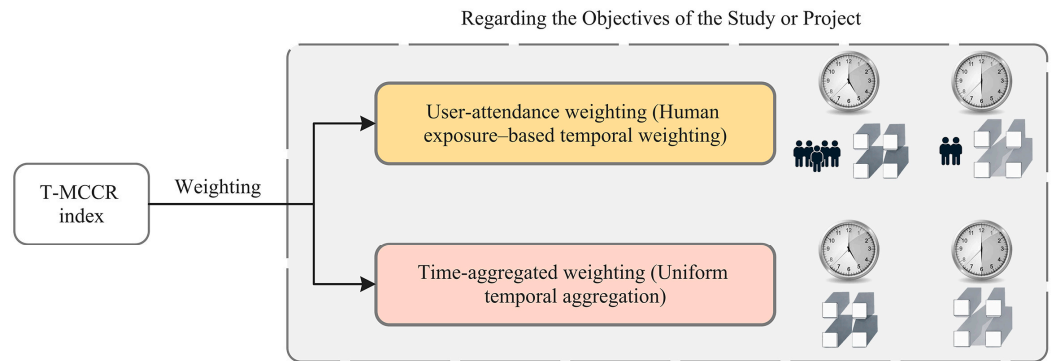 Regarding the Objectives of the Study or Project
User-attendance weighting (Human
exposure–based temporal weighting)
T-MCCR
index
Weighting
Time-aggregated weighting (Uniform
temporal aggregation)